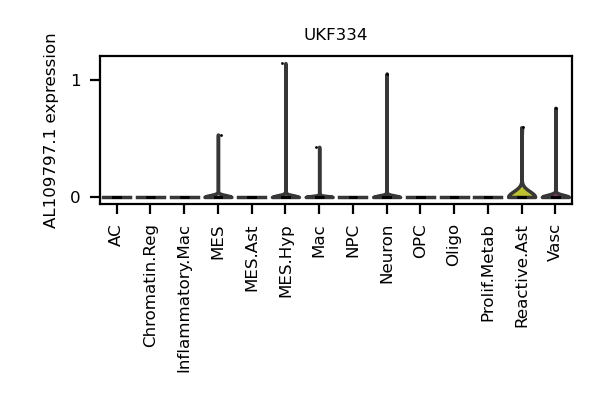 UKF334
AL109797.1 expression
1
0
AC
Chromatin.Reg
Inflammatory.Mac
MES
MES.Ast
MES.Hyp
Mac
NPC
Neuron
OPC
Oligo
Prolif.Metab
Reactive.Ast
Vasc